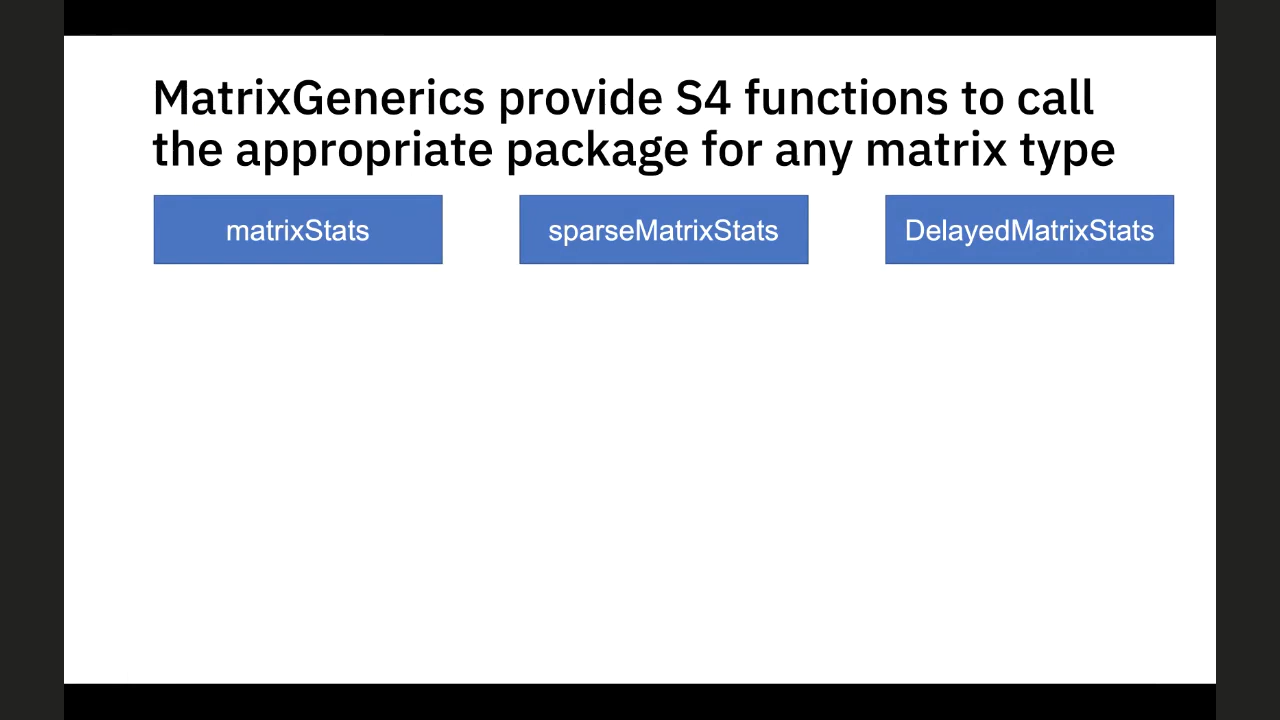 MatrixGenerics provide S4 functions to call
the appropriate package for any matrix type
matrixStats
sparseMatrixStats
DelayedMatrixStats